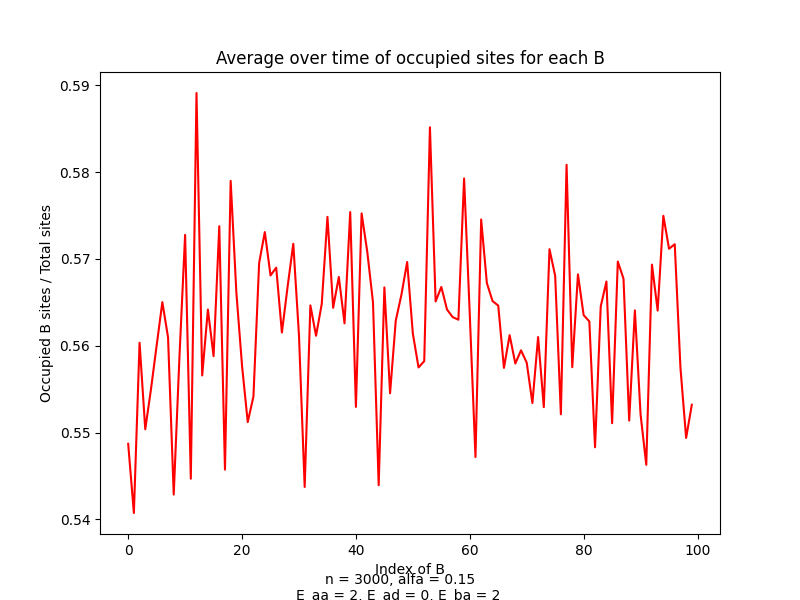 Average over time of occupied sites for each B
Occupied B sites / Total sites
0.59
0.58
0.57
0.56
0.55
0.54
0 20 40 60 80 100
Index of B
n = 3000, alfa = 0.15
E_aa = 2, E_ad = 0, E_ba = 2